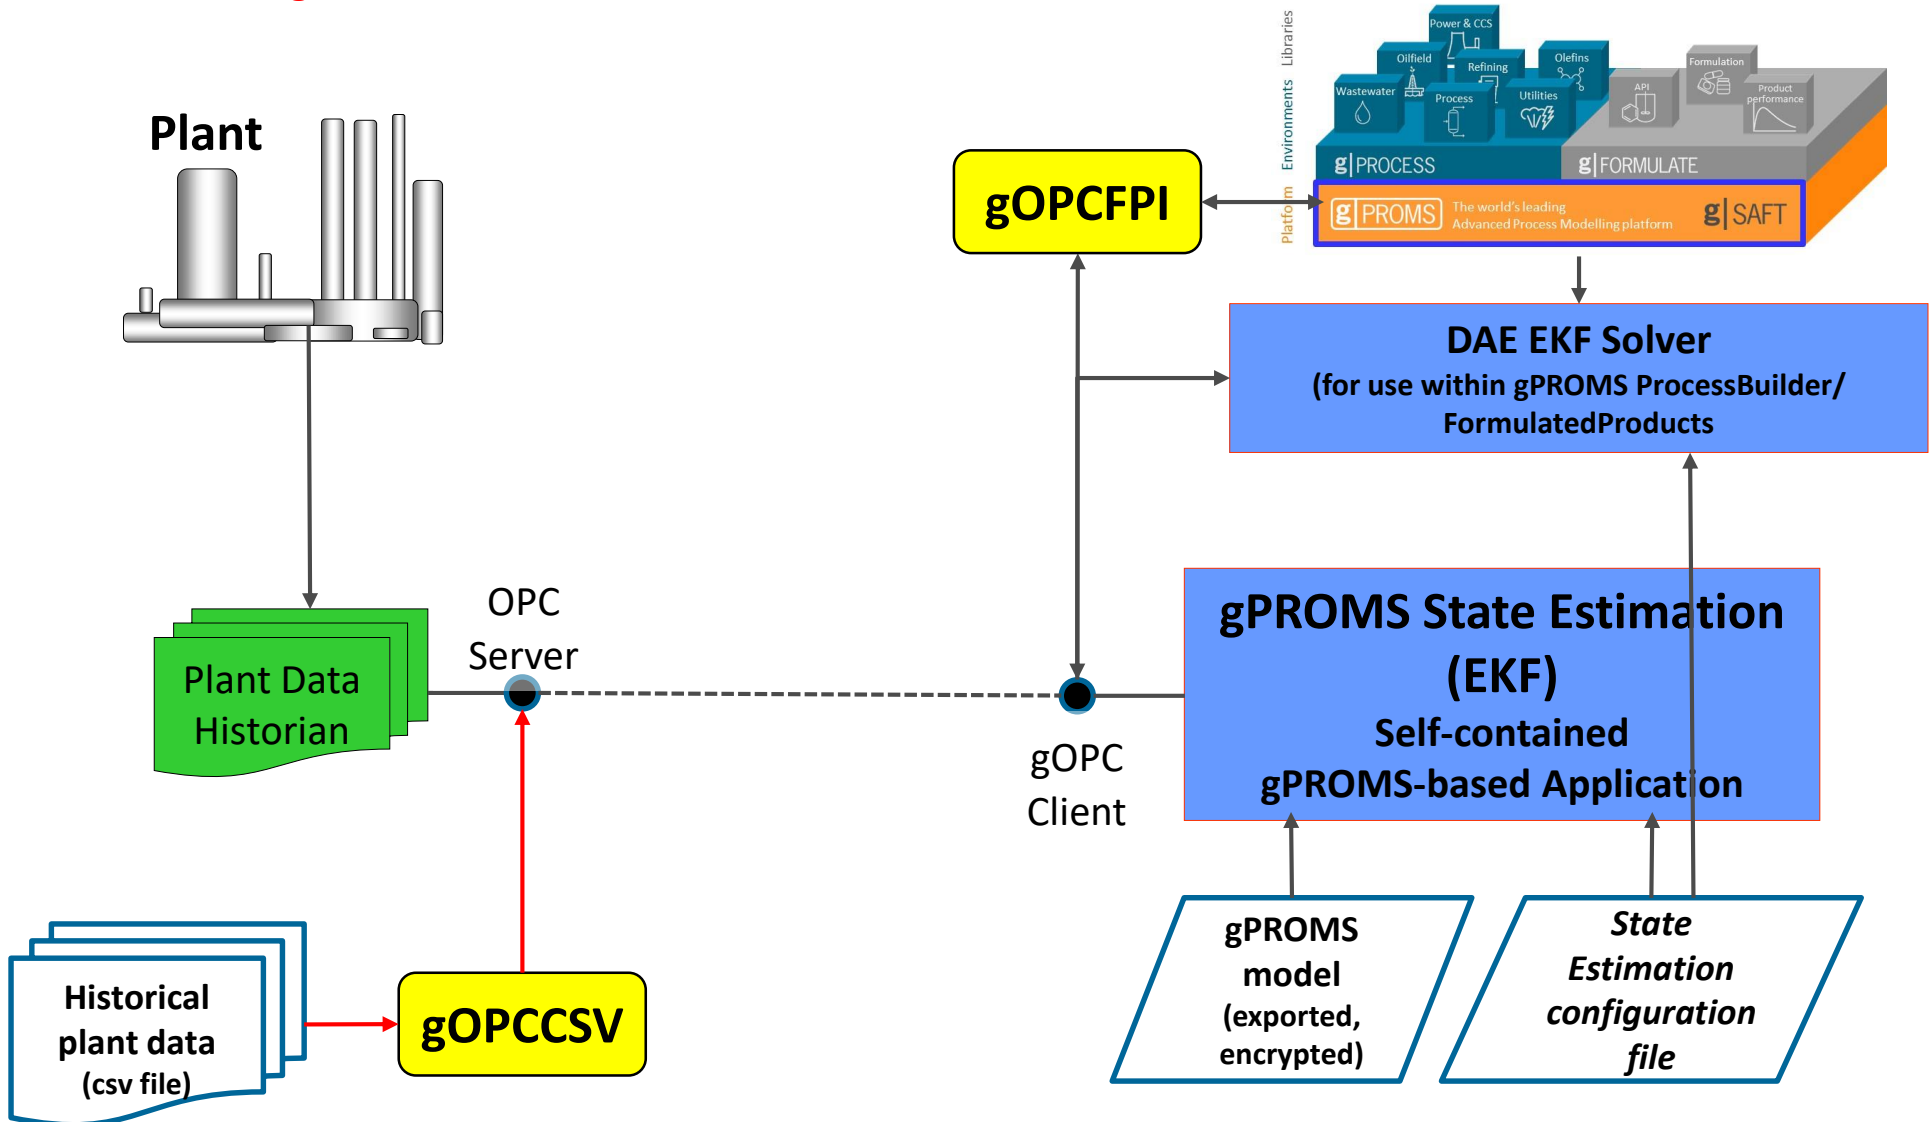 Plant
Libraries
Environments
Platform
Power & CCS
Oilfield
Refining
Olefins
Wastewater
Process
Utilities
Formulation
API
Product
performance
g|PROCESS
g|FORMULATE
g|PROMS
The world's leading
Advanced Process Modelling platform
g|SAFT
gOPCFPI
DAE EKF Solver
(for use within gPROMS ProcessBuilder/
FormulatedProducts
OPC
Server
Plant Data
Historian
gOPC
Client
gPROMS State Estimation
(EKF)
Self-contained
gPROMS-based Application
Historical
plant data
(csv file)
gOPCCSV
gPROMS
model
(exported,
encrypted)
State
Estimation
configuration
file